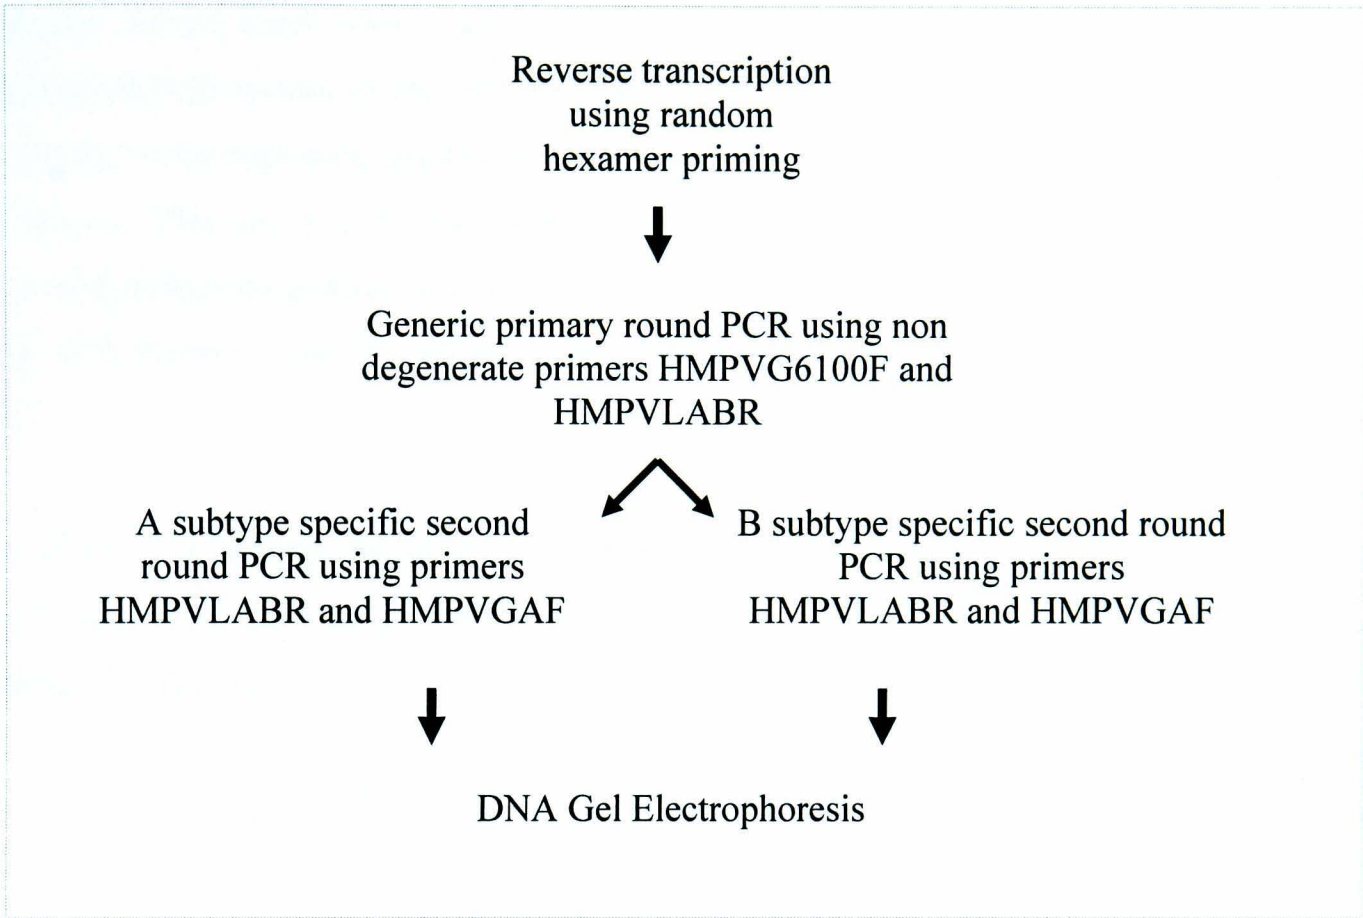 Reverse transcription
using random
hexamer priming
Generic primary round PCR using non
degenerate primers HMPVG6100F and
HMPVLABR
A subtype specific second
round PCR using primers
HMPVLABR and HMPVGAF
B subtype specific second round
PCR using primers
HMPVLABR and HMPVGAF
DNA Gel Electrophoresis